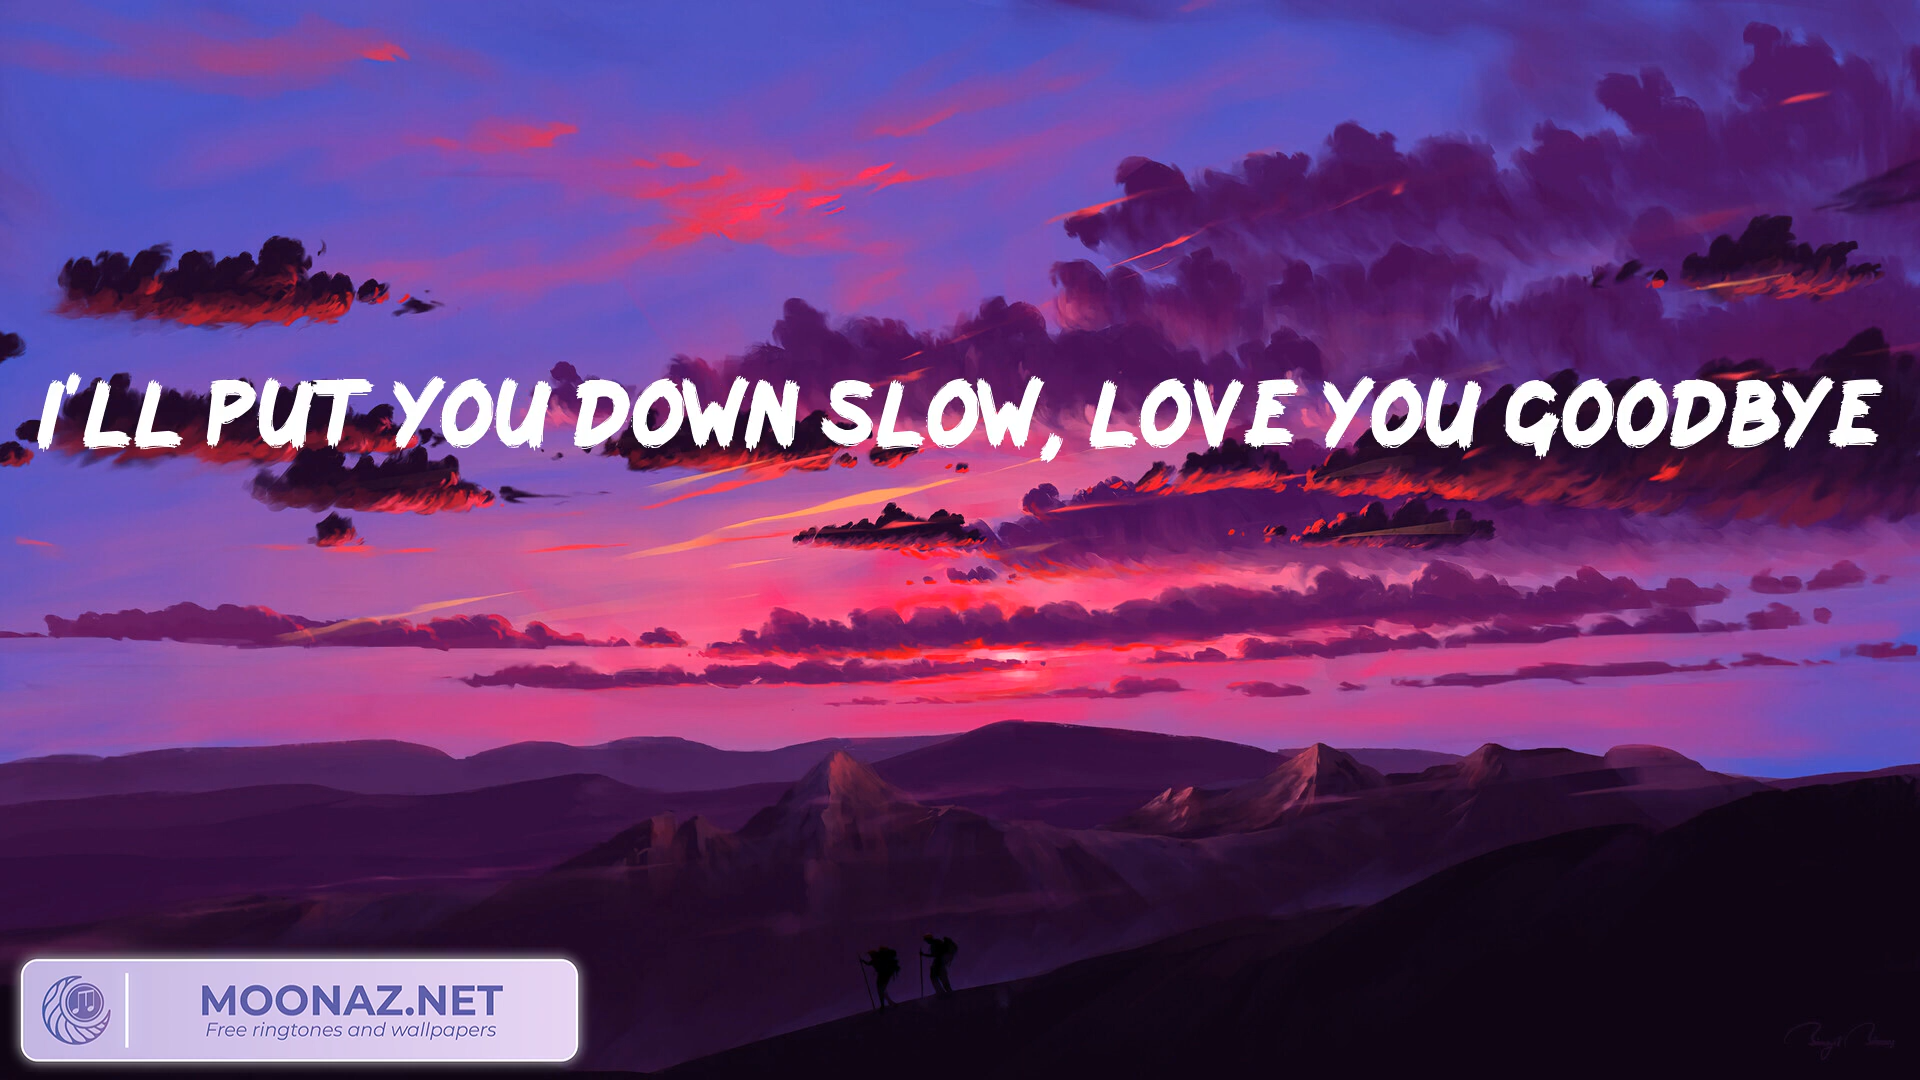 I'LL PUT YOU DOWN SLOW, LOVE YOU GOODBYE
MOONAZ.NET
Free ringtones and wallpapers